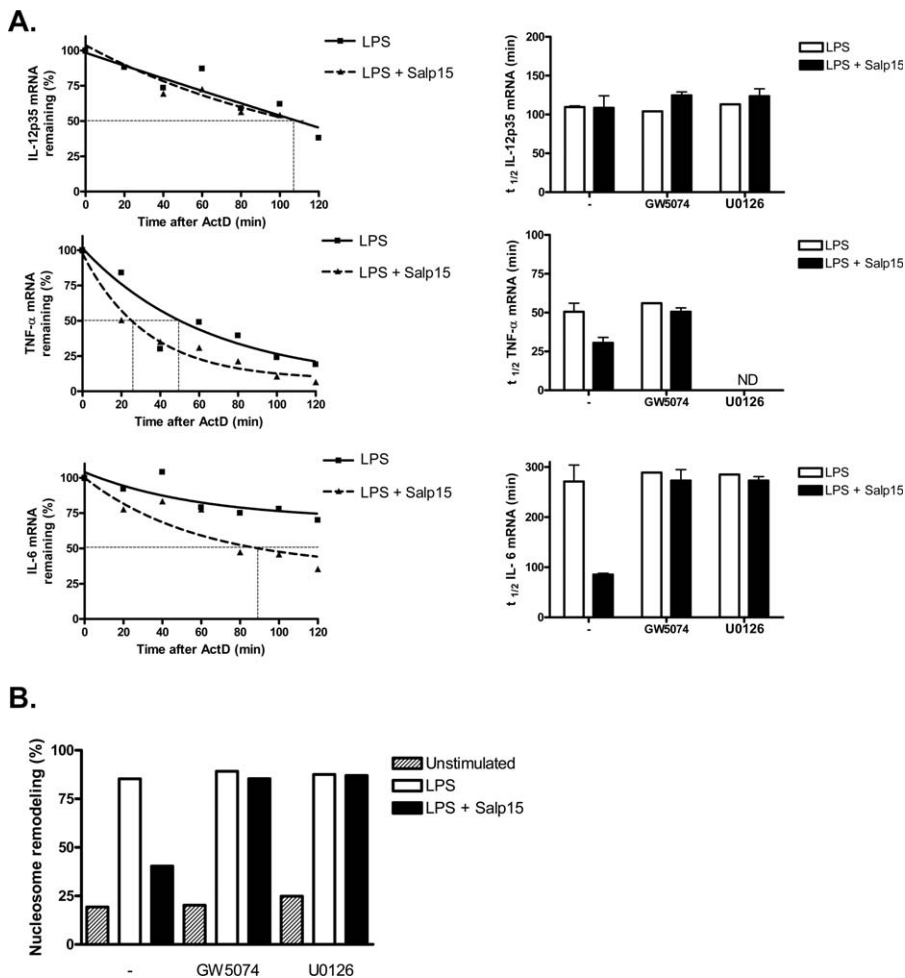 A.
IL-12p35 mRNA
remaining (%)
100
75
50
25
0
0 20 40 60 80 100 120
Time after ActD (min)
LPS
LPS + Salp15
t 1/2 IL-12p35 mRNA (min)
200
150
100
50
0
- GW5074 U0126
LPS
LPS + Salp15
TNF-α mRNA
remaining (%)
100
75
50
25
0
0 20 40 60 80 100 120
Time after ActD (min)
LPS
LPS + Salp15
t 1/2 TNF-α mRNA (min)
100
75
50
25
0
ND
- GW5074 U0126
LPS
LPS + Salp15
IL-6 mRNA
remaining (%)
100
75
50
25
0
0 20 40 60 80 100 120
Time after ActD (min)
LPS
LPS + Salp15
t 1/2 IL- 6 mRNA (min)
300
200
100
0
- GW5074 U0126
LPS
LPS + Salp15
B.
Nucleosome remodeling (%)
100
75
50
25
0
- GW5074 U0126
Unstimulated
LPS
LPS + Salp15